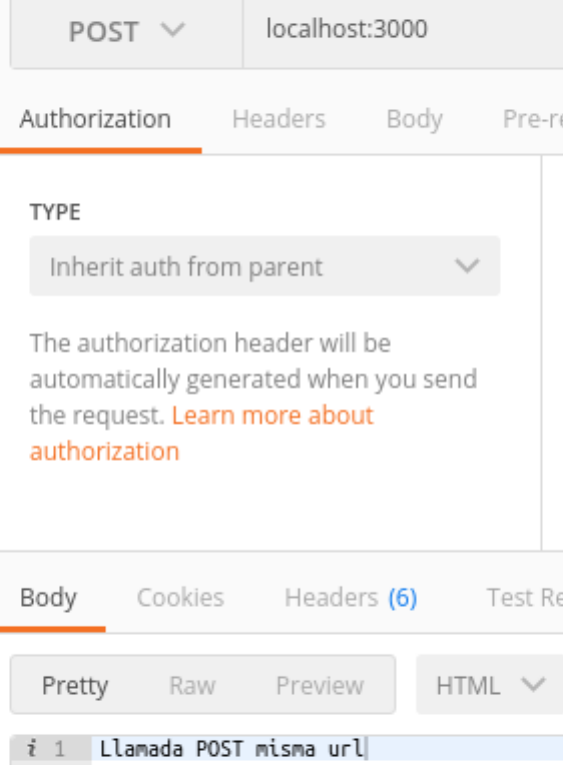 POST localhost:3000
Authorization Headers Body Pre-re
TYPE
Inherit auth from parent
The authorization header will be
automatically generated when you send
the request. Learn more about
authorization
Body Cookies Headers (6) Test Re
Pretty Raw Preview HTML
i 1 Llamada POST misma url